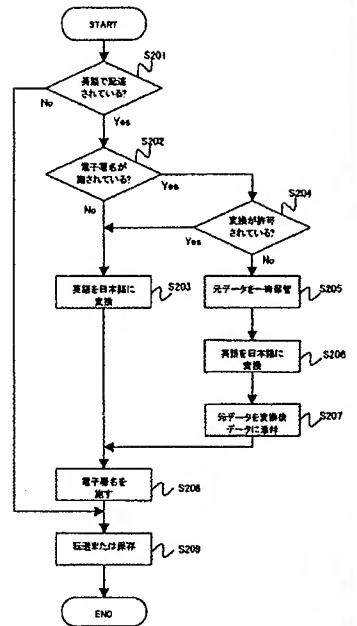 START
S201
英語で記述
されている?
No
Yes
S202
電子署名が
施されている?
Yes
No
S204
変換が許可
されている?
Yes
No
英語を日本語に
変換
S203
元データを一時保管
S205
英語を日本語に
変換
S206
元データを変換後
データに添付
S207
電子署名を
施す
S208
転送または保存
S209
END